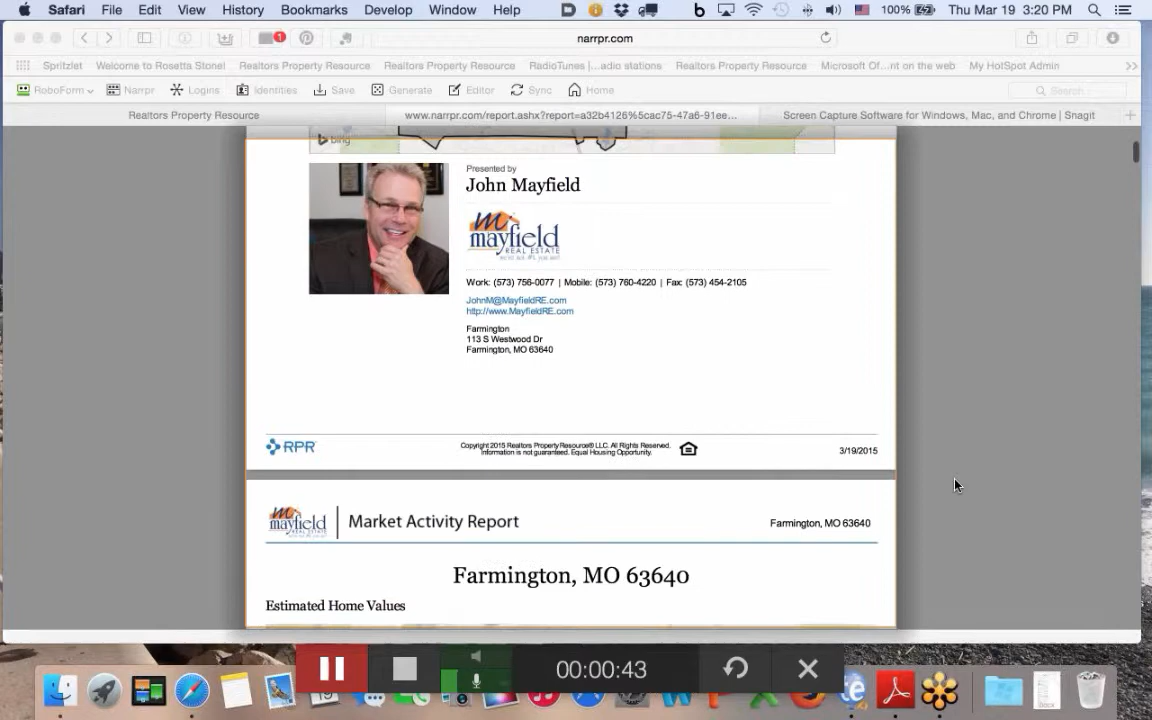 Safari File Edit View History Bookmarks Develop Window Help 100% Thu Mar 19 3:20 PM
1 narrpr.com
Spritzlet Welcome to Rosetta Stone! Realtors Property Resource Realtors Property Resource RadioTunes |...adio stations Realtors Property Resource Microsoft Of...nt on the web My HotSpot Admin >>
RoboForm Narrpr Logins Identities Save Generate Editor Sync Home Search
Realtors Property Resource www.narrpr.com/report.ashx?report=a32b4126%5cac75-47a6-91ee... Screen Capture Software for Windows, Mac, and Chrome | Snagit +
bing
Presented by
John Mayfield
m
mayfield
REAL ESTATE
Work: (573) 756-0077 | Mobile: (573) 760-4220 | Fax: (573) 454-2105
JohnM@MayfieldRE.com
http://www.MayfieldRE.com
Farmington
113 S Westwood Dr
Farmington, MO 63640
RPR
Copyright 2015 Realtors Property Resource® LLC. All Rights Reserved.
Information is not guaranteed. Equal Housing Opportunity.
3/19/2015
m
mayfield
Market Activity Report
Farmington, MO 63640
Farmington, MO 63640
Estimated Home Values
00:00:43